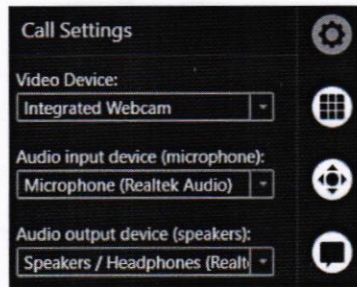 Call Settings
Video Device:
Integrated Webcam
Audio input device (microphone):
Microphone (Realtek Audio)
Audio output device (speakers):
Speakers / Headphones (Realt